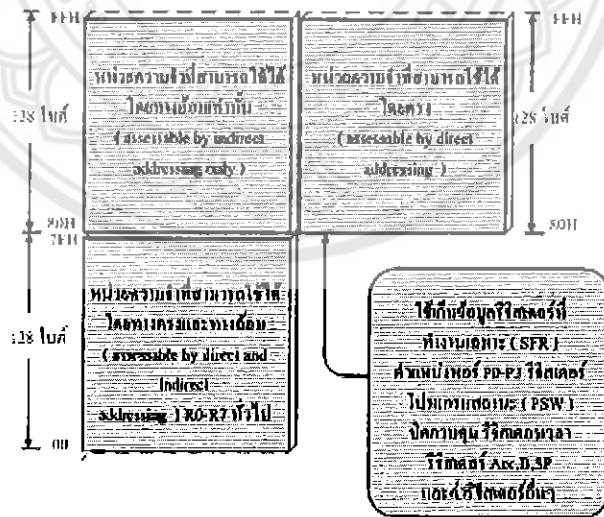 FFH
FFH
หน่วยความจำที่สามารถใช้ได้
โดยทางอ้อมเท่านั้น
( assessable by indirect
addressing only )
หน่วยความจำที่สามารถใช้ได้
โดยตรง
( assessable by direct
addressing )
128 ไบต์
128 ไบต์
80H
80H
7FH
หน่วยความจำที่สามารถใช้ได้
โดยทางตรงและทางอ้อม
( assessable by direct and
indirect
addressing ) R0-R7 ทั่วไป
128 ไบต์
0H
ใช้เก็บข้อมูลรีจิสเตอร์ที่
ทำงานเฉพาะ ( SFR )
ตำแหน่งพอร์ต P0-P3 รีจิสเตอร์
โปรแกรมสเตตะ ( PSW )
บิตควบคุม รีจิสเตอร์เวลา
รีจิสเตอร์ Acc,B,SP
และรีจิสเตอร์อื่นๆ